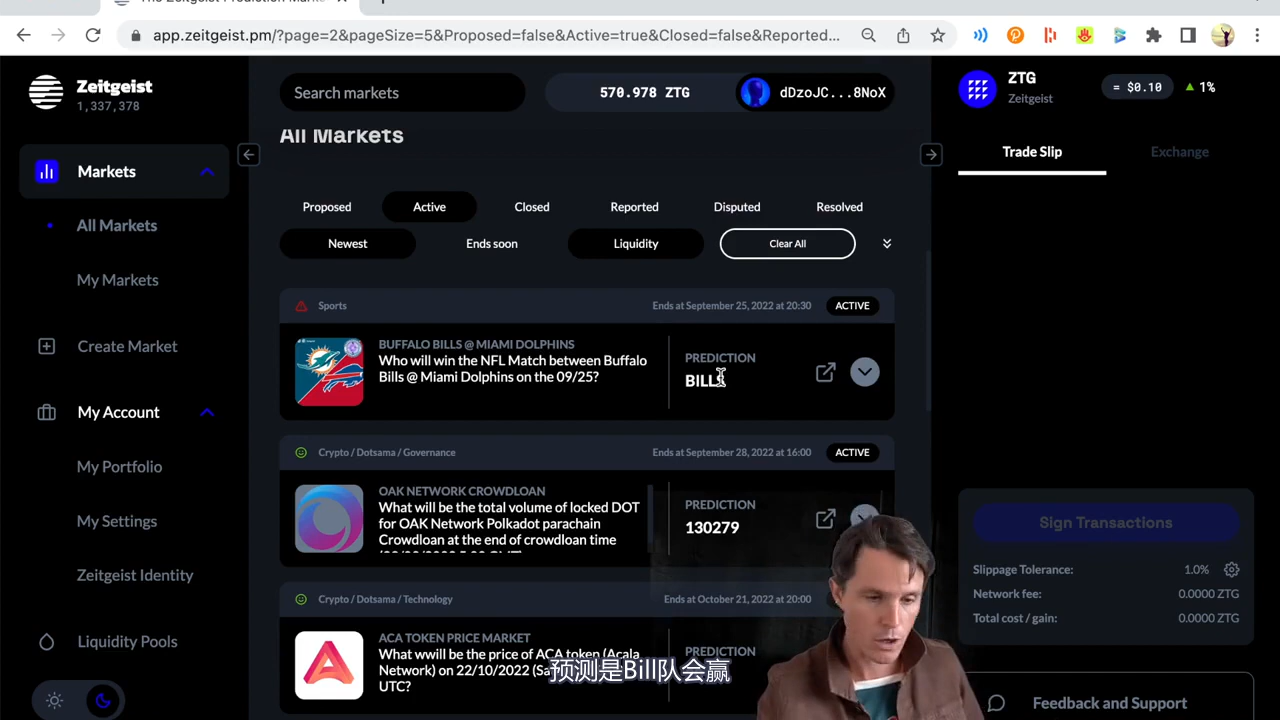 The Zeitgeist Prediction Mark
app.zeitgeist.pm/?page=2&pageSize=5&Proposed=false&Active=true&Closed=false&Reported...
Zeitgeist
1,337,378
Search markets
570.978 ZTG
dDzoJC...8NoX
ZTG
Zeitgeist
= $0.10
1%
All Markets
Markets
Trade Slip
Exchange
Proposed
Active
Closed
Reported
Disputed
Resolved
All Markets
Newest
Ends soon
Liquidity
Clear All
My Markets
Sports
Ends at September 25, 2022 at 20:30
ACTIVE
Create Market
BUFFALO BILLS @ MIAMI DOLPHINS
Who will win the NFL Match between Buffalo
Bills @ Miami Dolphins on the 09/25?
PREDICTION
BILLS
My Account
Crypto / Dotsama / Governance
Ends at September 28, 2022 at 16:00
ACTIVE
My Portfolio
OAK NETWORK CROWDLOAN
What will be the total volume of locked DOT
for OAK Network Polkadot parachain
Crowdloan at the end of crowdloan time
PREDICTION
130279
My Settings
Sign Transactions
Zeitgeist Identity
Slippage Tolerance:
1.0%
Network fee:
0.0000 ZTG
Total cost / gain:
0.0000 ZTG
Crypto / Dotsama / Technology
Ends at October 21, 2022 at 20:00
Liquidity Pools
ACA TOKEN PRICE MARKET
What wwill be the price of ACA token (Acala
Network) on 22/10/2022 (Sa
UTC?
PREDICTION
预测是Bill队会赢
Feedback and Support